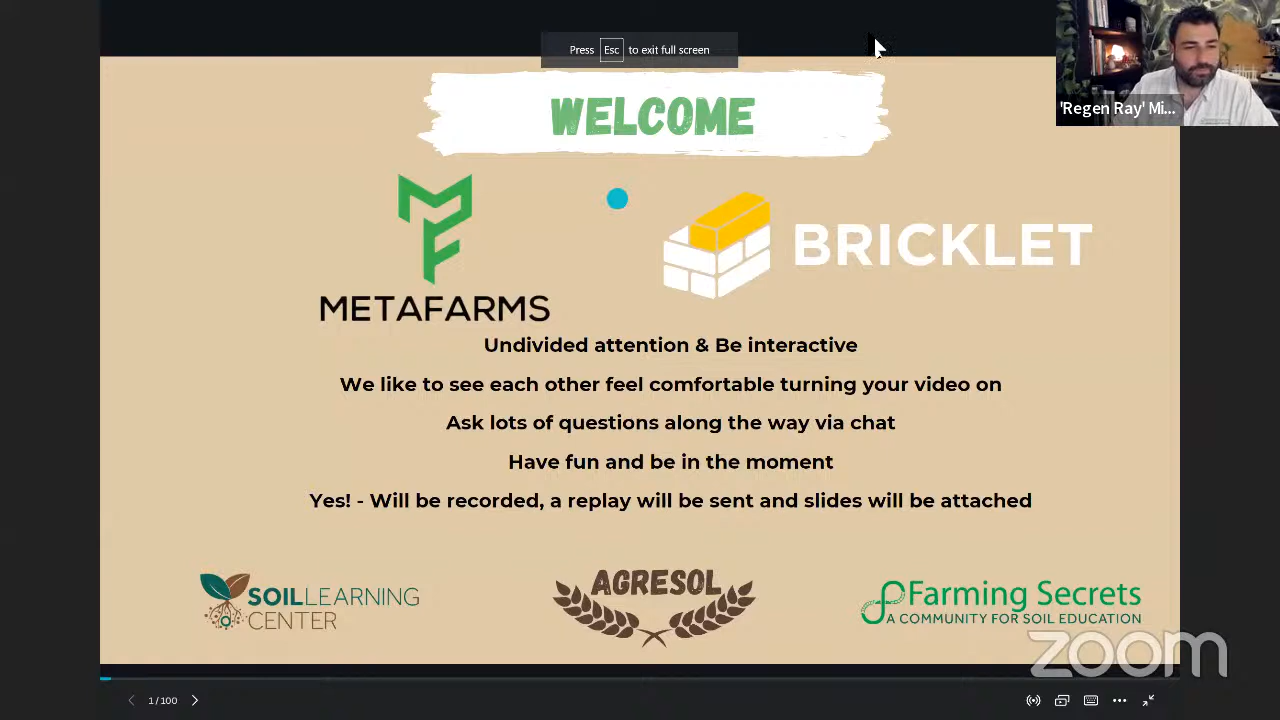 Press Esc to exit full screen
'Regen Ray' Mi...
WELCOME
METAFARMS
BRICKLET
Undivided attention & Be interactive
We like to see each other feel comfortable turning your video on
Ask lots of questions along the way via chat
Have fun and be in the moment
Yes! - Will be recorded, a replay will be sent and slides will be attached
SOILLEARNING
CENTER
AGRESOL
Farming Secrets
A COMMUNITY FOR SOIL EDUCATION
zoom
1 / 100